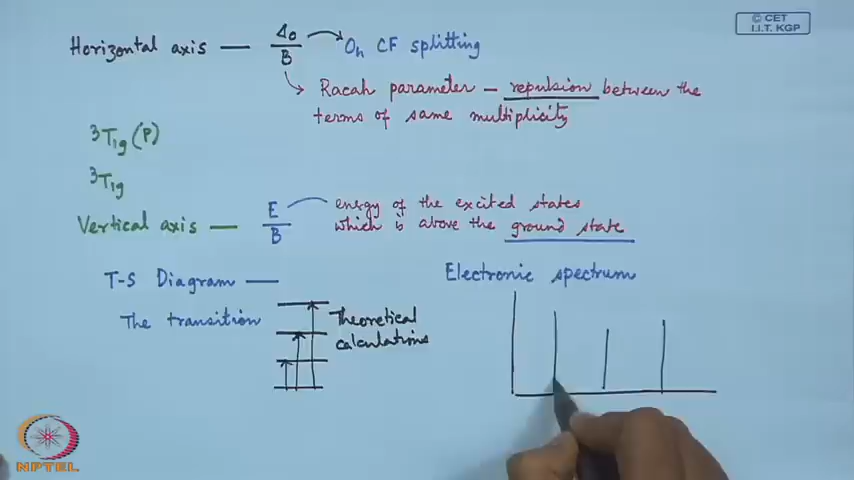 © CET
I.I.T. KGP
Horizontal axis — Δo/B → Oh CF splitting
→ Racah parameter – repulsion between the
terms of same multiplicity
³T₁g (P)
³T₁g
Vertical axis — E/B energy of the excited states
which is above the ground state
T-S Diagram —
Electronic spectrum
The transition
Theoretical
calculations
NPTEL